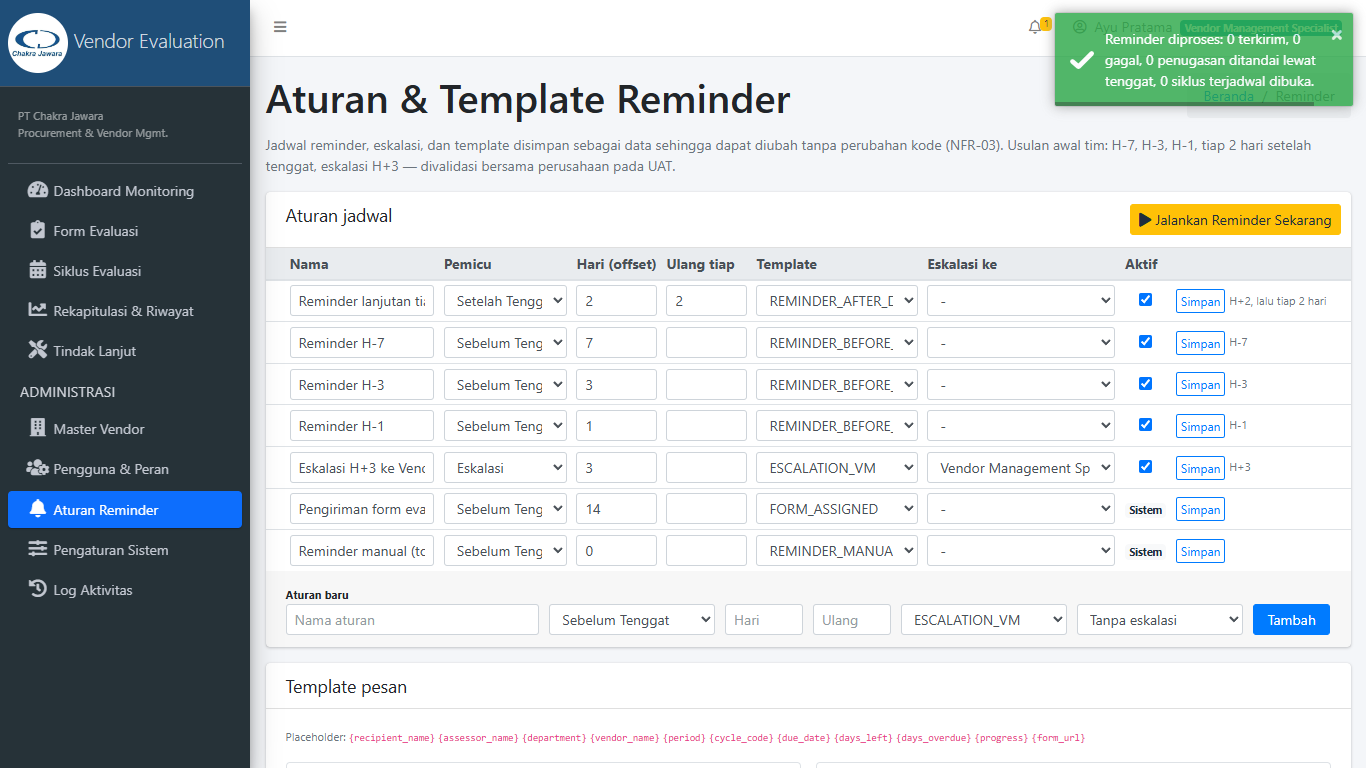 Chakra Jawara
Vendor Evaluation
PT Chakra Jawara
Procurement & Vendor Mgmt.
Dashboard Monitoring
Form Evaluasi
Siklus Evaluasi
Rekapitulasi & Riwayat
Tindak Lanjut
ADMINISTRASI
Master Vendor
Pengguna & Peran
Aturan Reminder
Pengaturan Sistem
Log Aktivitas
1
Ayu Pratama Vendor Management Specialist
Reminder diproses: 0 terkirim, 0
gagal, 0 penugasan ditandai lewat
tenggat, 0 siklus terjadwal dibuka.
×
Beranda / Reminder
Aturan & Template Reminder
Jadwal reminder, eskalasi, dan template disimpan sebagai data sehingga dapat diubah tanpa perubahan kode (NFR-03). Usulan awal tim: H-7, H-3, H-1, tiap 2 hari setelah
tenggat, eskalasi H+3 — divalidasi bersama perusahaan pada UAT.
Aturan jadwal
Jalankan Reminder Sekarang
Nama Pemicu Hari (offset) Ulang tiap Template Eskalasi ke Aktif
Reminder lanjutan tia Setelah Tengg 2 2 REMINDER_AFTER_D - Simpan H+2, lalu tiap 2 hari
Reminder H-7 Sebelum Teng 7 REMINDER_BEFORE_ - Simpan H-7
Reminder H-3 Sebelum Teng 3 REMINDER_BEFORE_ - Simpan H-3
Reminder H-1 Sebelum Teng 1 REMINDER_BEFORE_ - Simpan H-1
Eskalasi H+3 ke Vend Eskalasi 3 ESCALATION_VM Vendor Management Sp Simpan H+3
Pengiriman form eva Sebelum Teng 14 FORM_ASSIGNED - Sistem Simpan
Reminder manual (to Sebelum Teng 0 REMINDER_MANUA - Sistem Simpan
Aturan baru
Nama aturan Sebelum Tenggat Hari Ulang ESCALATION_VM Tanpa eskalasi Tambah
Template pesan
Placeholder: {recipient_name} {assessor_name} {department} {vendor_name} {period} {cycle_code} {due_date} {days_left} {days_overdue} {progress} {form_url}